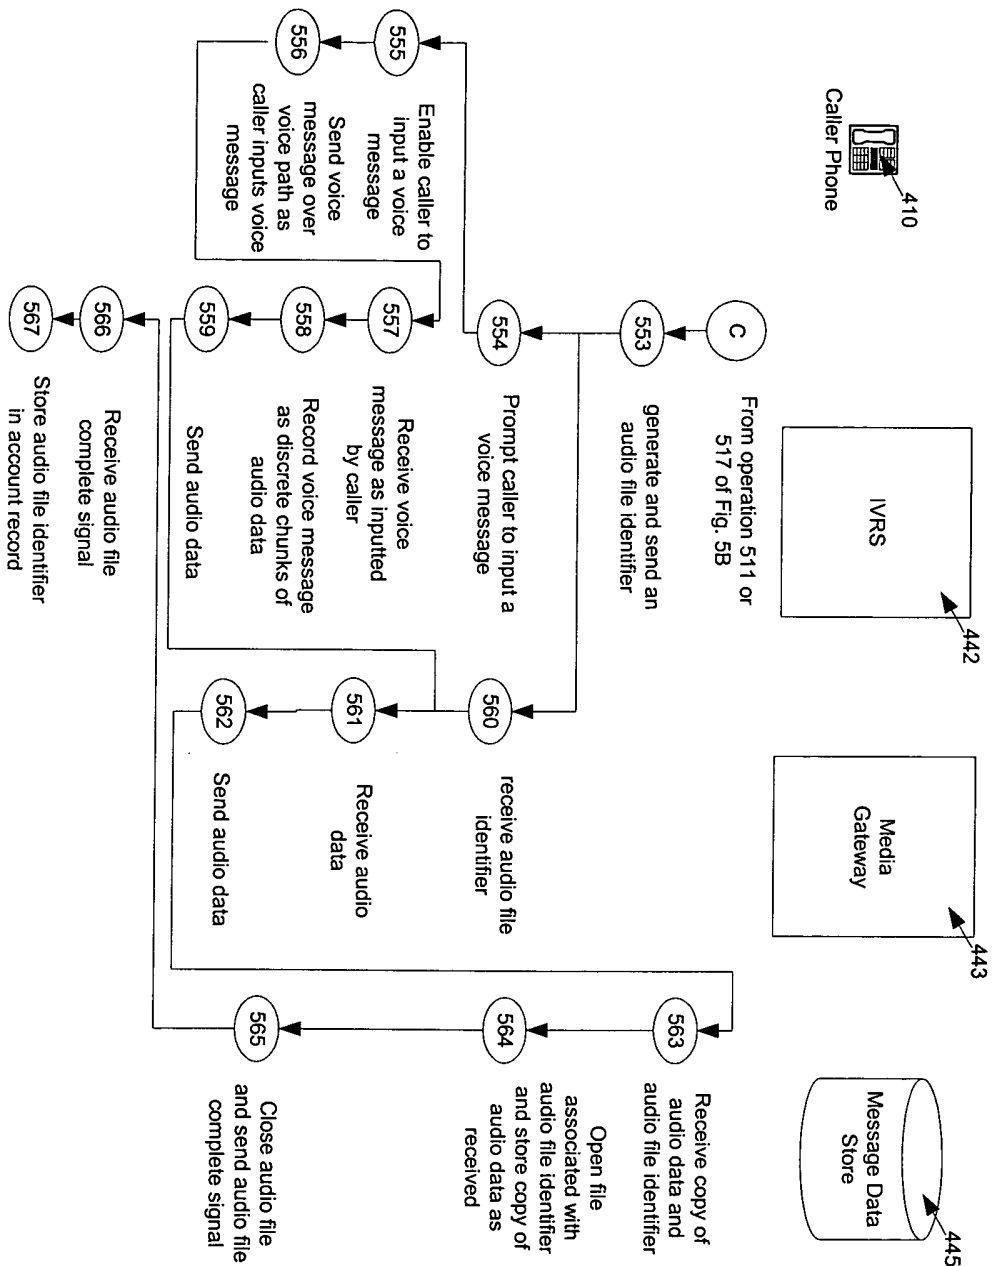 410
Caller Phone
IVRS
442
Media
Gateway
443
Message Data
Store
445
C
From operation 511 or
517 of Fig. 5B
553
generate and send an
audio file identifier
554
Prompt caller to input a
voice message
555
Enable caller to
input a voice
message
556
Send voice
message over
voice path as
caller inputs voice
message
557
Receive voice
message as inputted
by caller
558
Record voice message
as discrete chunks of
audio data
559
Send audio data
560
receive audio file
identifier
561
Receive audio
data
562
Send audio data
563
Receive copy of
audio data and
audio file identifier
564
Open file
associated with
audio file identifier
and store copy of
audio data as
received
565
Close audio file
and send audio file
complete signal
566
Receive audio file
complete signal
567
Store audio file identifier
in account record